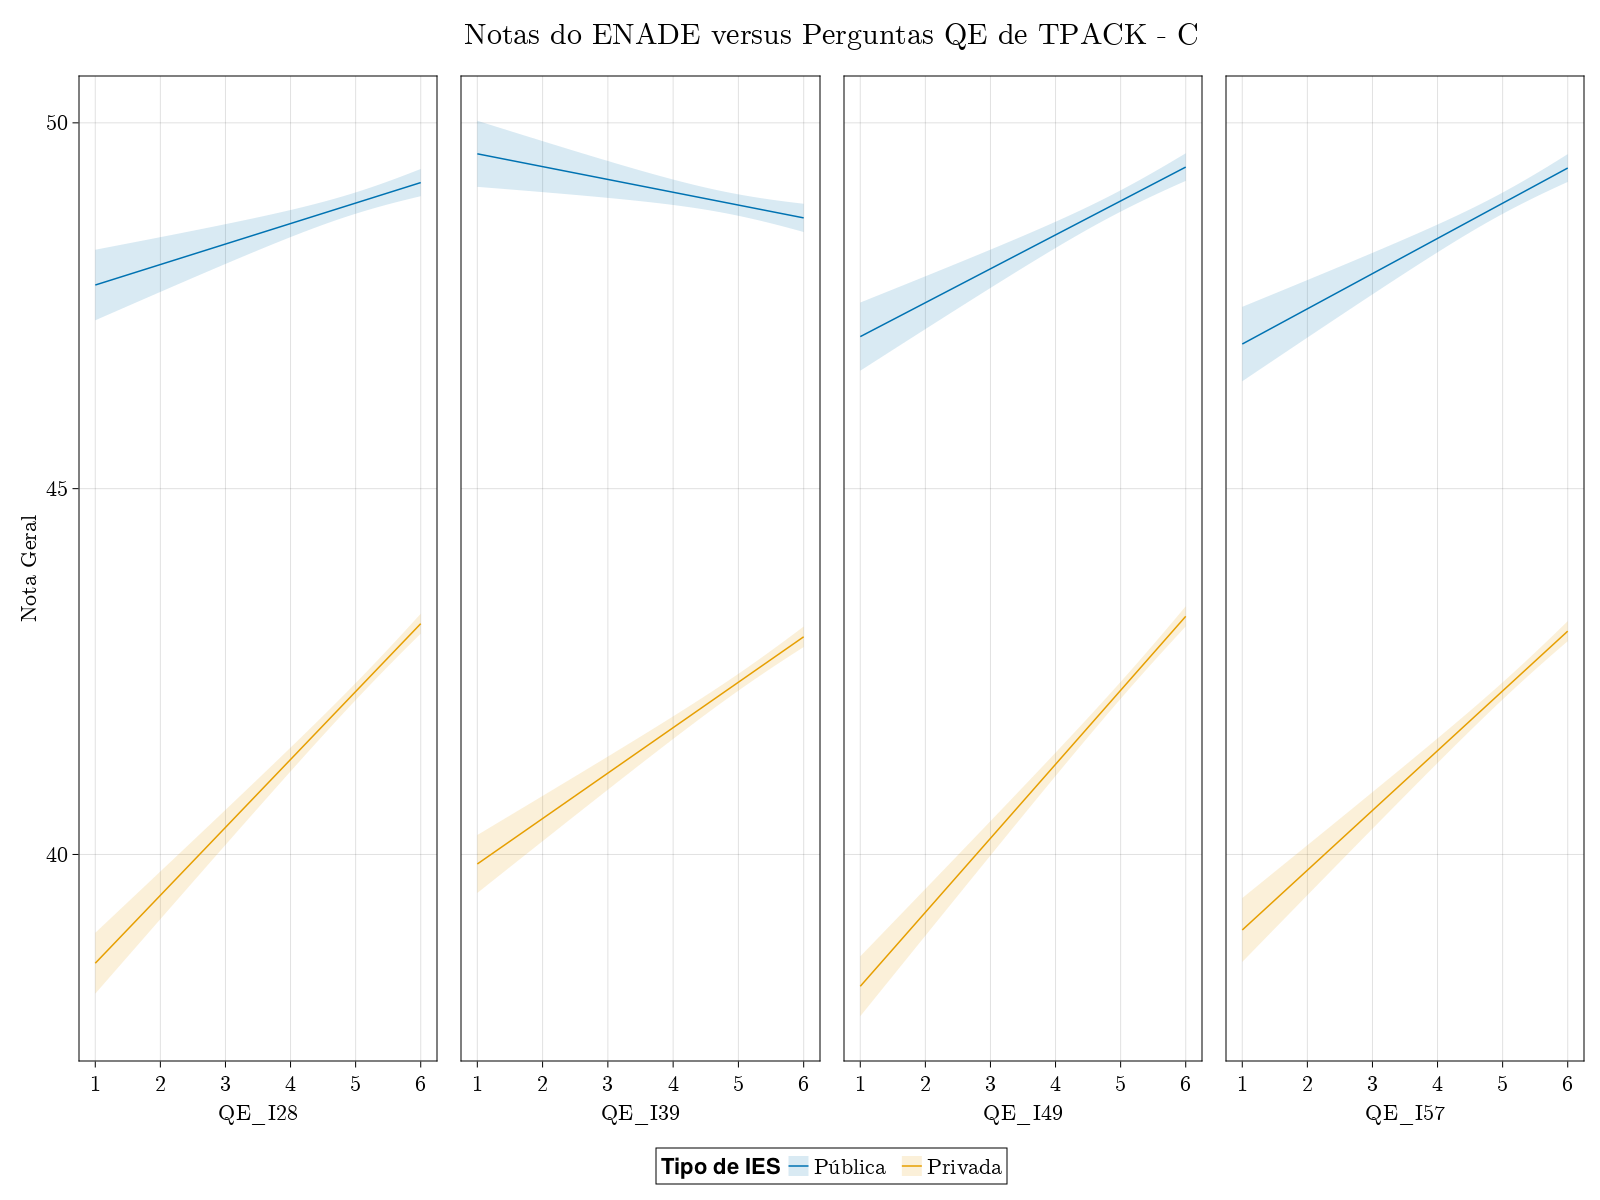 Notas do ENADE versus Perguntas QE de TPACK - C
Nota Geral
50
45
40
1 2 3 4 5 6
QE_I28
1 2 3 4 5 6
QE_I39
1 2 3 4 5 6
QE_I49
1 2 3 4 5 6
QE_I57
Tipo de IES Pública Privada